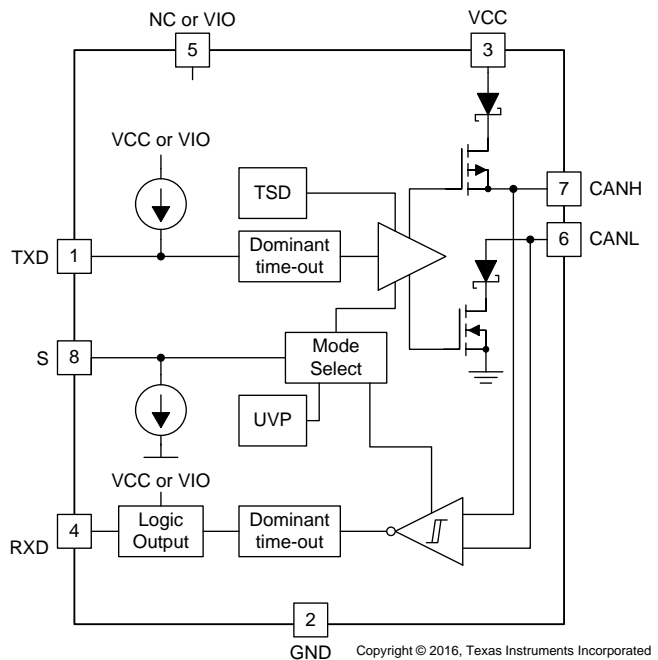 NC or VIO
5
VCC
3
VCC or VIO
TSD
7
CANH
TXD
1
Dominant
time-out
6
CANL
S
8
Mode
Select
UVP
VCC or VIO
RXD
4
Logic
Output
Dominant
time-out
2
GND
Copyright © 2016, Texas Instruments Incorporated